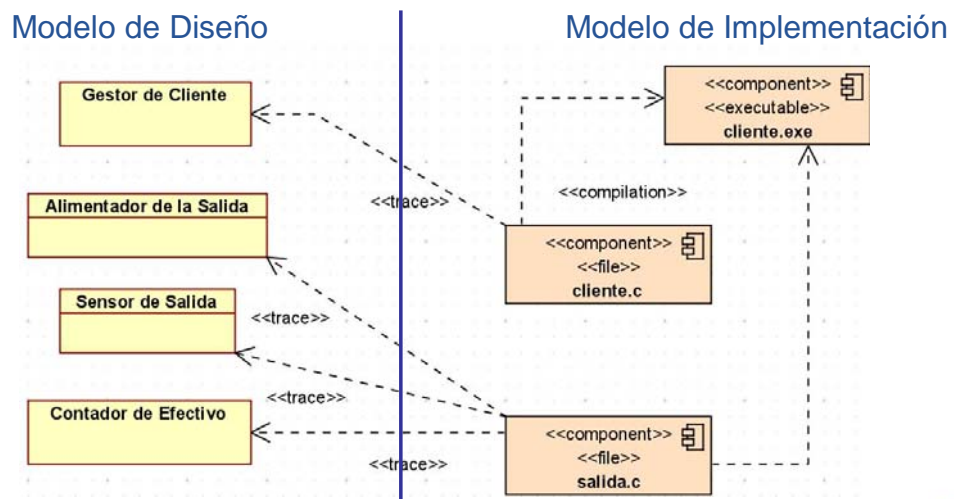 Modelo de Diseño
Modelo de Implementación
Gestor de Cliente
<<component>>
<<executable>>
cliente.exe
Alimentador de la Salida
<<trace>>
<<compilation>>
<<component>>
<<file>>
cliente.c
Sensor de Salida
<<trace>>
<<trace>>
Contador de Efectivo
<<trace>>
<<component>>
<<file>>
salida.c